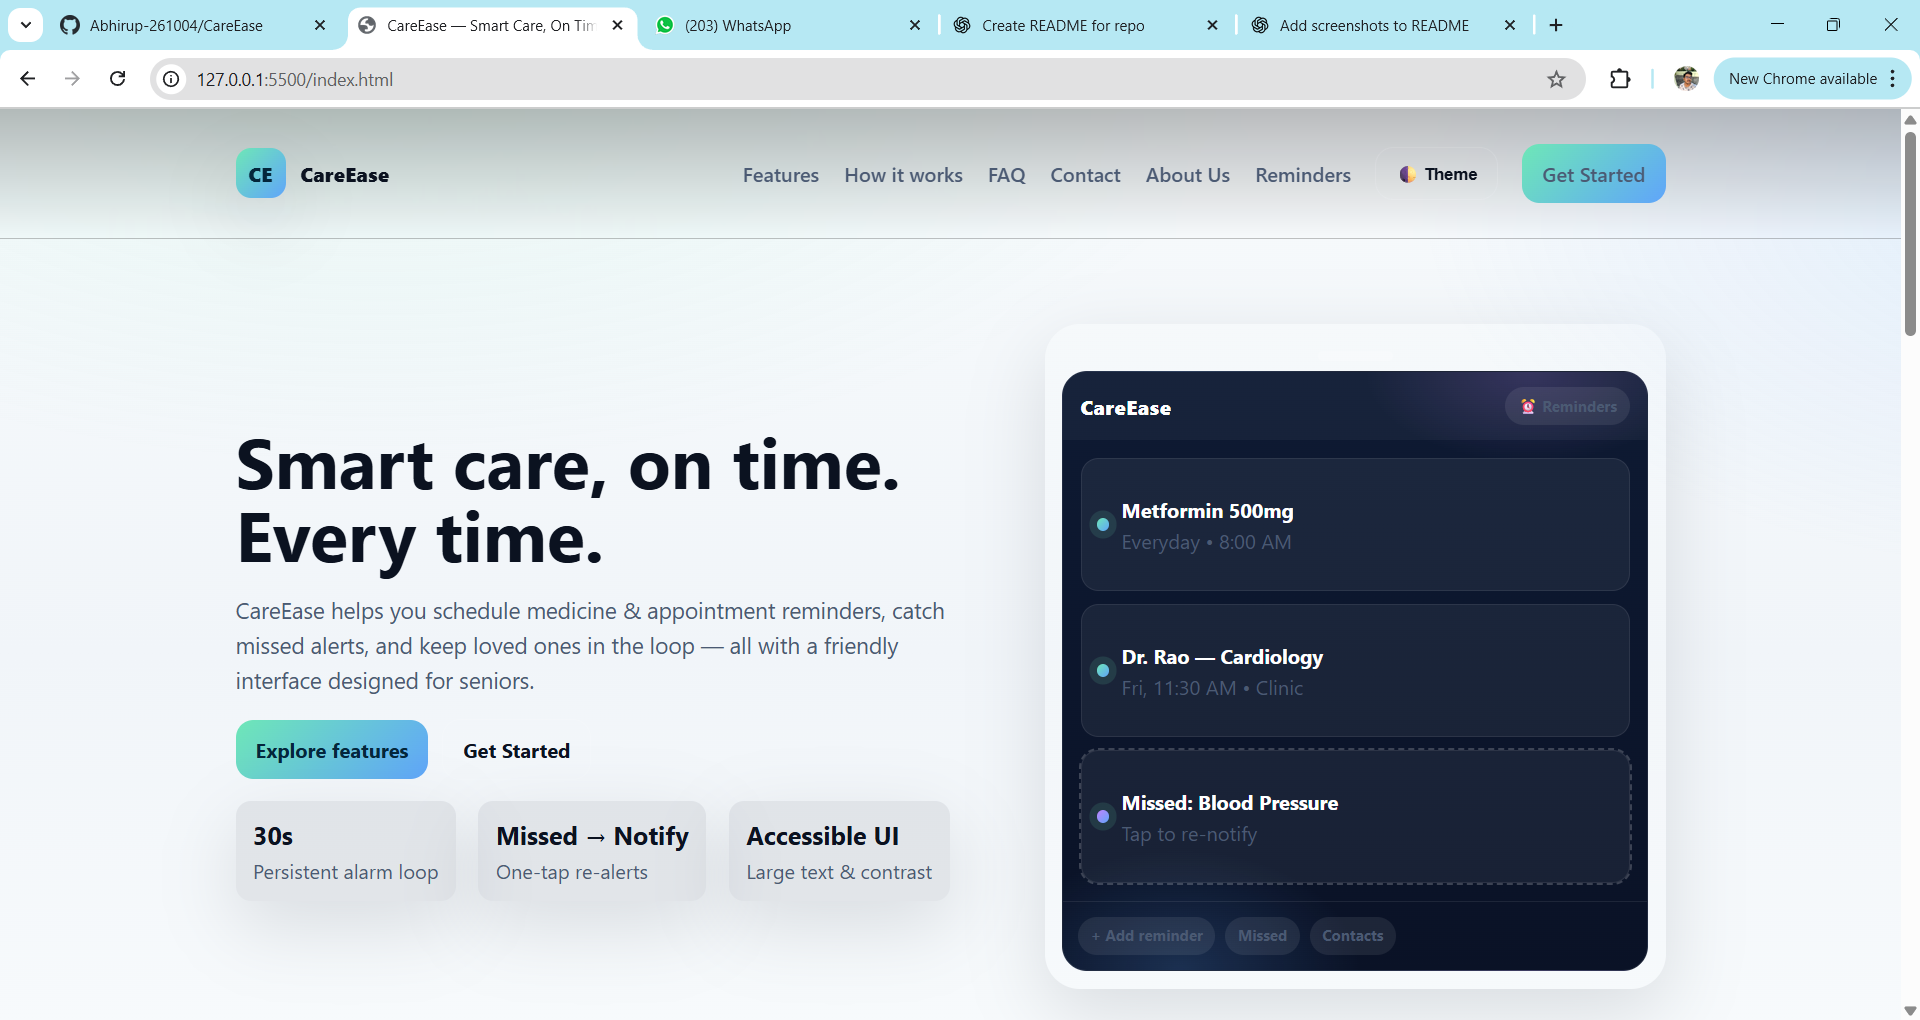 Abhirup-261004/CareEase
CareEase — Smart Care, On Tim
(203) WhatsApp
Create README for repo
Add screenshots to README
127.0.0.1:5500/index.html
New Chrome available
CE
CareEase
Features
How it works
FAQ
Contact
About Us
Reminders
Theme
Get Started
Smart care, on time.
Every time.
CareEase helps you schedule medicine & appointment reminders, catch
missed alerts, and keep loved ones in the loop — all with a friendly
interface designed for seniors.
Explore features
Get Started
30s
Persistent alarm loop
Missed → Notify
One-tap re-alerts
Accessible UI
Large text & contrast
CareEase
⏰ Reminders
Metformin 500mg
Everyday • 8:00 AM
Dr. Rao — Cardiology
Fri, 11:30 AM • Clinic
Missed: Blood Pressure
Tap to re-notify
+ Add reminder
Missed
Contacts